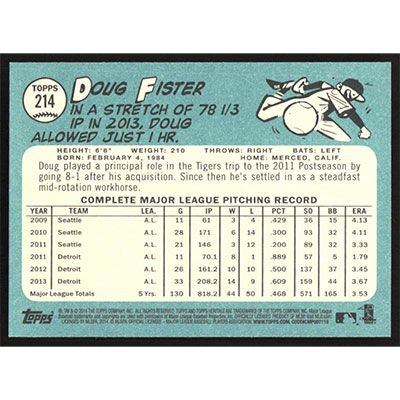 TOPPS
214
DOUG FISTER
IN A STRETCH OF 78 1/3
IP IN 2013, DOUG
ALLOWED JUST 1 HR.
HEIGHT: 6'8" WEIGHT: 210 THROWS: RIGHT BATS: LEFT
BORN: FEBRUARY 4, 1984 HOME: MERCED, CALIF.
Doug played a principal role in the Tigers trip to the 2011 Postseason by
going 8-1 after his acquisition. Since then he's settled in as a steadfast
mid-rotation workhorse.
COMPLETE MAJOR LEAGUE PITCHING RECORD
YEAR TEAM LEA. G IP W L PCT SO BB ERA
2009 Seattle A.L. 11 61 3 4 .429 36 15 4.13
2010 Seattle A.L. 28 171 6 14 .300 93 32 4.11
2011 Seattle A.L. 21 146 3 12 .200 89 32 3.33
2011 Detroit A.L. 11 70.1 8 1 .889 57 5 1.79
2012 Detroit A.L. 26 161.2 10 10 .500 137 37 3.45
2013 Detroit A.L. 33 208.2 14 9 .609 159 44 3.67
Major League Totals 5 Yrs. 130 818.2 44 50 .468 571 165 3.53
TOPPS